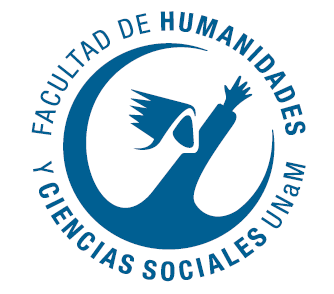 FACULTAD DE HUMANIDADES
Y CIENCIAS SOCIALES UNaM